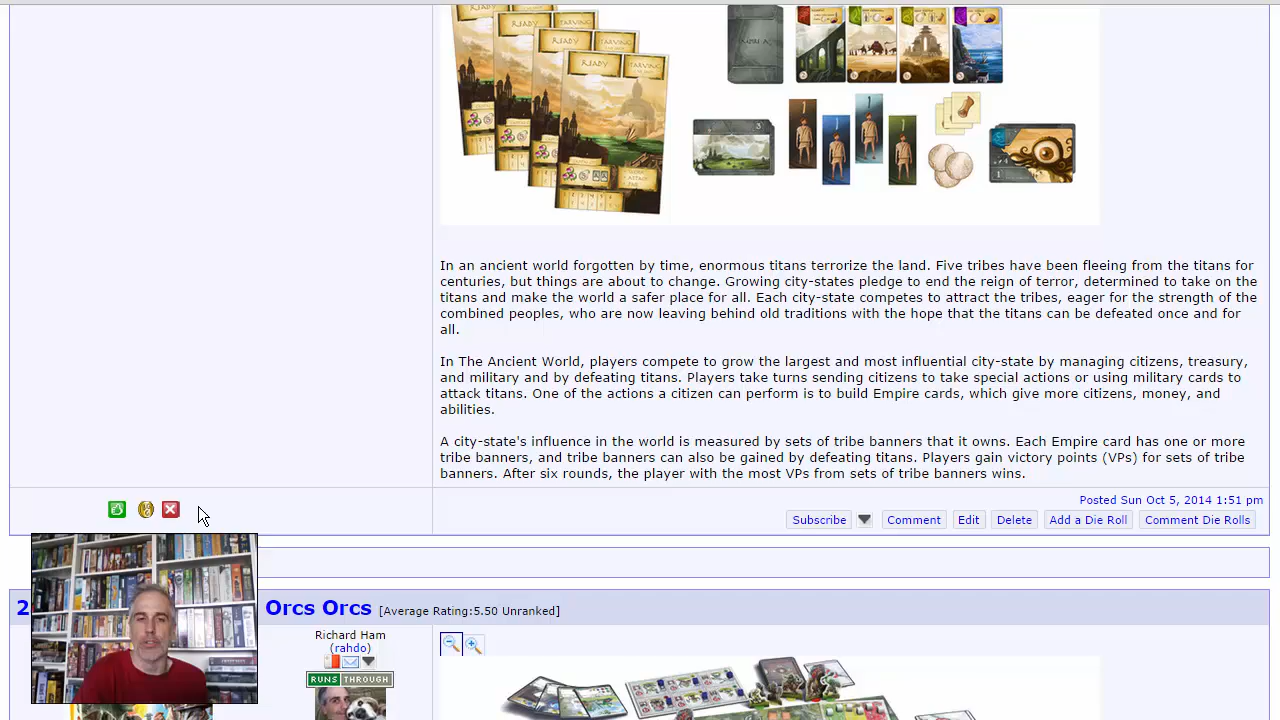 READY
STARVING
READY
STARVING
READY
STARVING
EMPIRE A
3
1
1
1
1
In an ancient world forgotten by time, enormous titans terrorize the land. Five tribes have been fleeing from the titans for
centuries, but things are about to change. Growing city-states pledge to end the reign of terror, determined to take on the
titans and make the world a safer place for all. Each city-state competes to attract the tribes, eager for the strength of the
combined peoples, who are now leaving behind old traditions with the hope that the titans can be defeated once and for
all.
In The Ancient World, players compete to grow the largest and most influential city-state by managing citizens, treasury,
and military and by defeating titans. Players take turns sending citizens to take special actions or using military cards to
attack titans. One of the actions a citizen can perform is to build Empire cards, which give more citizens, money, and
abilities.
A city-state's influence in the world is measured by sets of tribe banners that it owns. Each Empire card has one or more
tribe banners, and tribe banners can also be gained by defeating titans. Players gain victory points (VPs) for sets of tribe
banners. After six rounds, the player with the most VPs from sets of tribe banners wins.
Posted Sun Oct 5, 2014 1:51 pm
Subscribe Comment Edit Delete Add a Die Roll Comment Die Rolls
2 Orcs Orcs [Average Rating:5.50 Unranked]
Richard Ham
(rahdo)
RUNS THROUGH